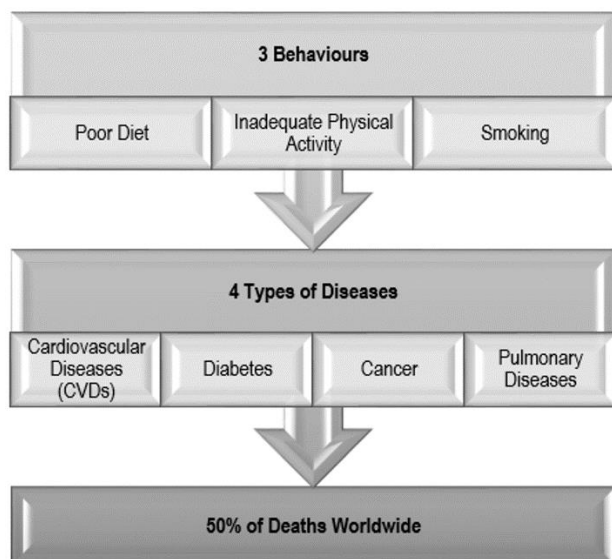 3 Behaviours
Poor Diet
Inadequate Physical
Activity
Smoking
4 Types of Diseases
Cardiovascular
Diseases
(CVDs)
Diabetes
Cancer
Pulmonary
Diseases
50% of Deaths Worldwide